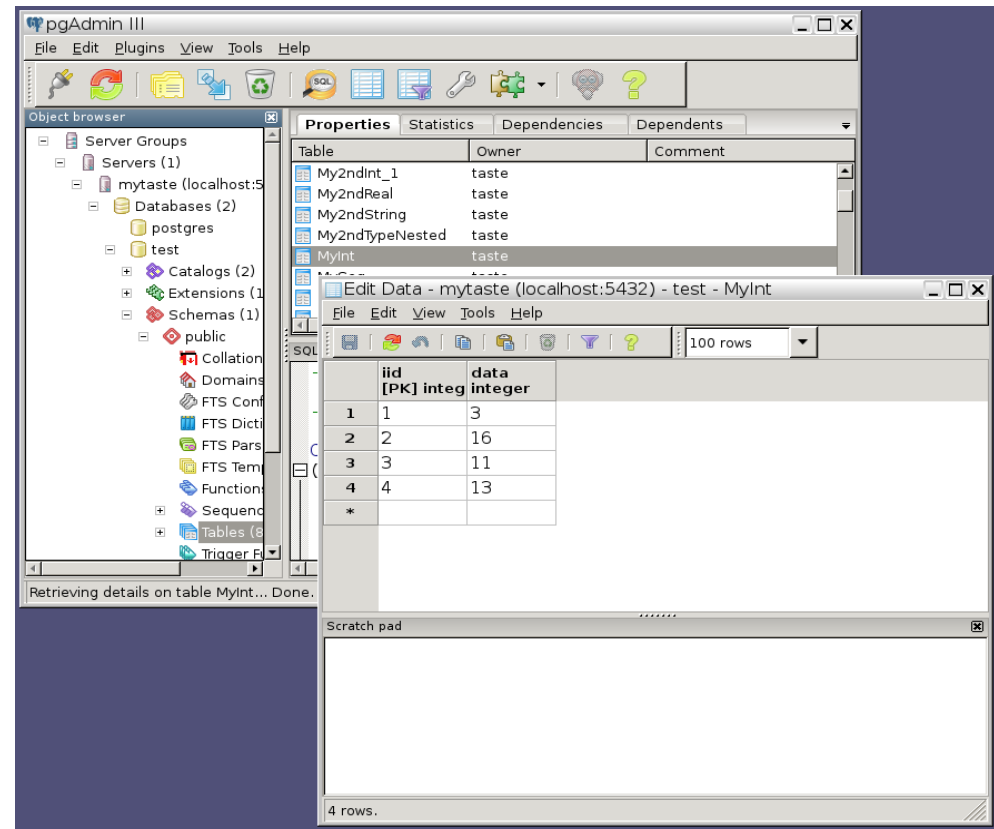 pgAdmin III
File Edit Plugins View Tools Help
SQL
Object browser
Server Groups
Servers (1)
mytaste (localhost:5
Databases (2)
postgres
test
Catalogs (2)
Extensions (1
Schemas (1)
public
Collation
Domains
FTS Conf
FTS Dicti
FTS Pars
FTS Tem
Function
Sequenc
Tables (8
Trigger Fu
Properties Statistics Dependencies Dependents
Table Owner Comment
My2ndInt_1 taste
My2ndReal taste
My2ndString taste
My2ndTypeNested taste
MyInt taste
SQL
Retrieving details on table MyInt... Done.
Edit Data - mytaste (localhost:5432) - test - MyInt
File Edit View Tools Help
100 rows
iid data
[PK] integ integer
1 1 3
2 2 16
3 3 11
4 4 13
*
Scratch pad
4 rows.